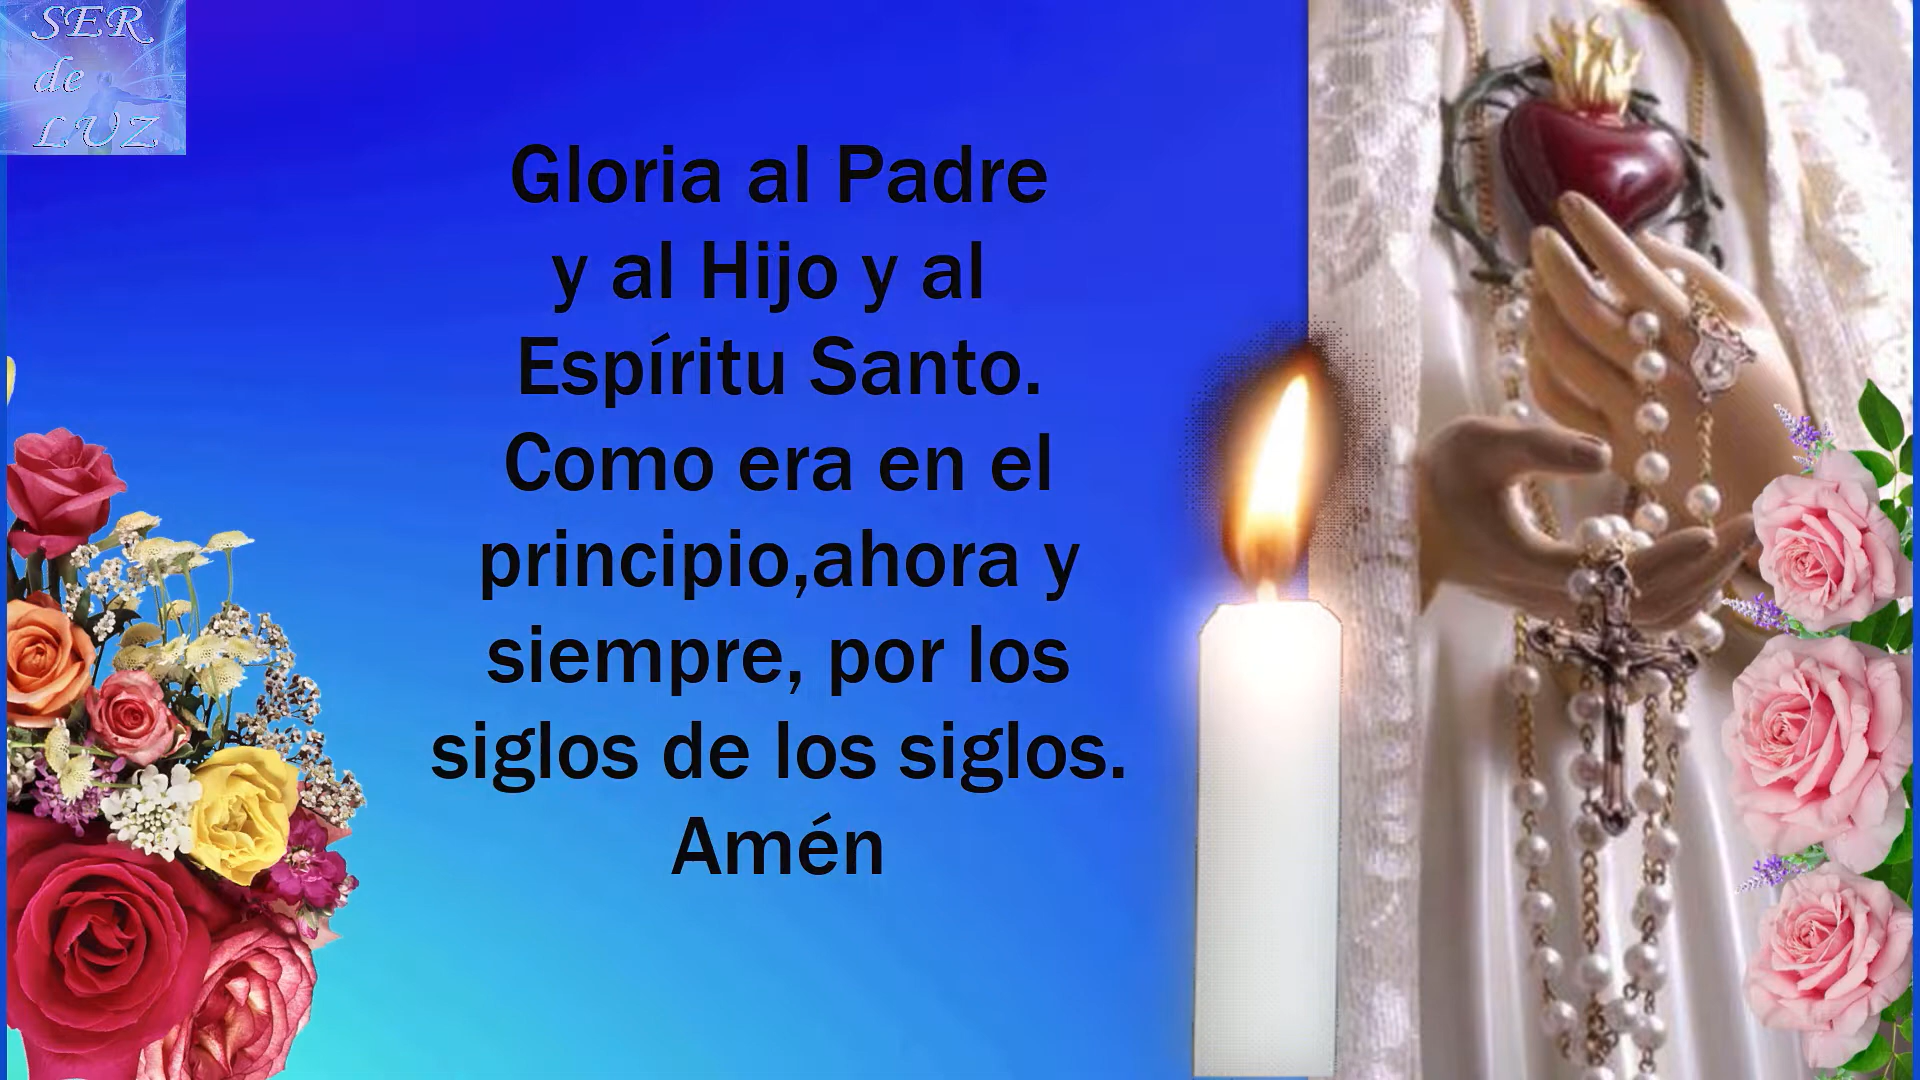 SER
de
LUZ
Gloria al Padre
y al Hijo y al
Espíritu Santo.
Como era en el
principio,ahora y
siempre, por los
siglos de los siglos.
Amén